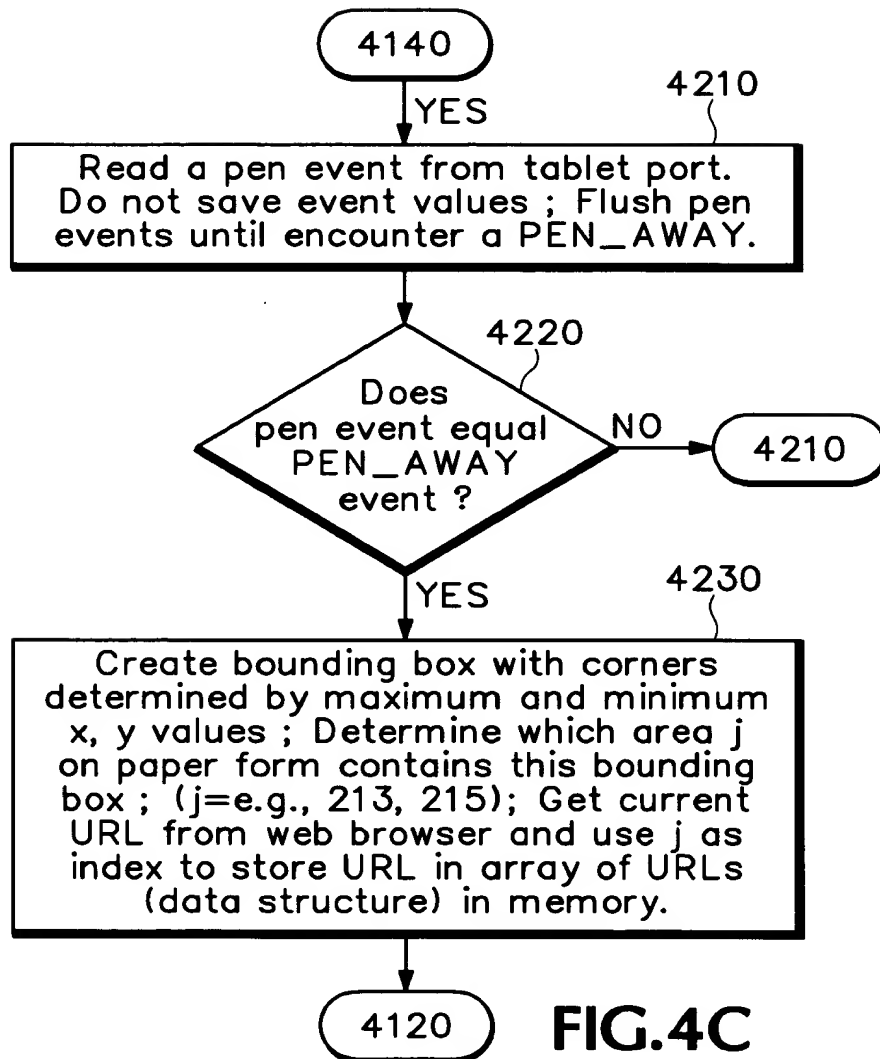 4140
YES
4210
Read a pen event from tablet port.
Do not save event values ; Flush pen
events until encounter a PEN_AWAY.
4220
Does
pen event equal
PEN_AWAY
event ?
NO
4210
YES
4230
Create bounding box with corners
determined by maximum and minimum
x, y values ; Determine which area j
on paper form contains this bounding
box ; (j=e.g., 213, 215); Get current
URL from web browser and use j as
index to store URL in array of URLs
(data structure) in memory.
4120
FIG.4C